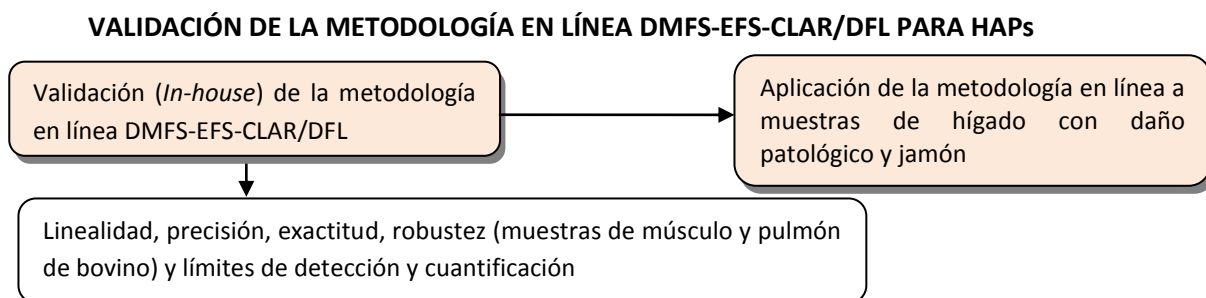 VALIDACIÓN DE LA METODOLOGÍA EN LÍNEA DMFS-EFS-CLAR/DFL PARA HAPs
Validación (In-house) de la metodología
en línea DMFS-EFS-CLAR/DFL
Aplicación de la metodología en línea a
muestras de hígado con daño
patológico y jamón
Linealidad, precisión, exactitud, robustez (muestras de músculo y pulmón
de bovino) y límites de detección y cuantificación